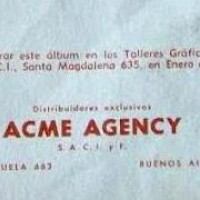 rar este álbum en los Talleres Gráfic
C.I., Santa Magdalena 635, en Enero
Distribuidores exclusivos
ACME AGENCY
S. A. C. I. y F.
UELA 663 BUENOS AI